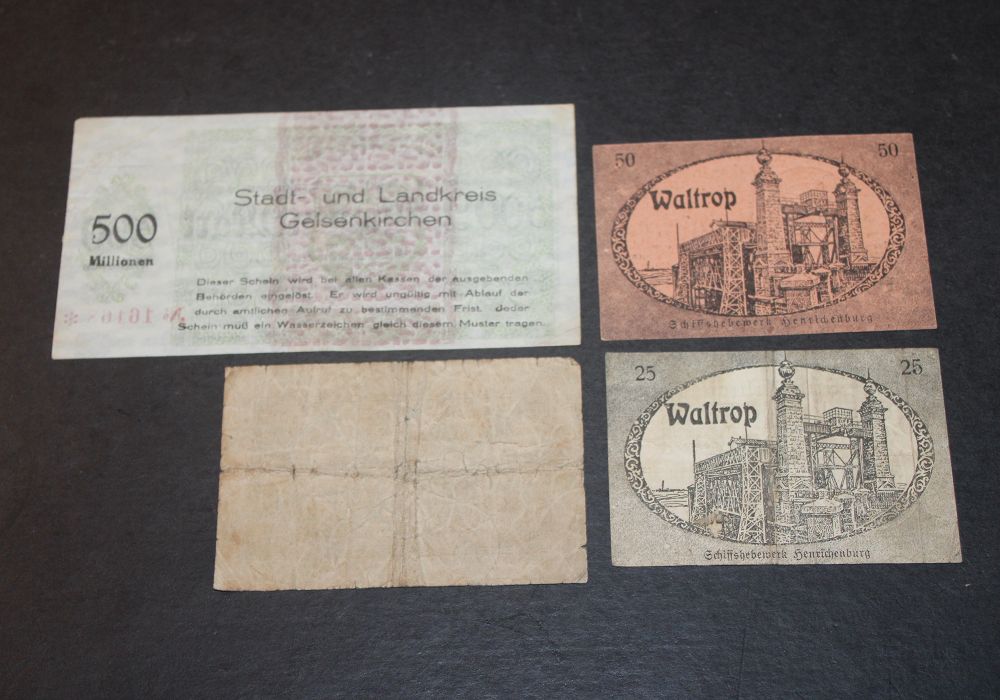 Stadt- und Landkreis
Gelsenkirchen
500
Millionen
Dieser Schein wird bei allen Kassen der ausgebenden
Behörden eingelöst. Er wird ungültig mit Ablauf der
durch amtlichen Aufruf zu bestimmenden Frist. Jeder
Schein muß ein Wasserzeichen gleich diesem Muster tragen.
50
50
Waltrop
Schiffshebewerk Henrichenburg
25
25
Waltrop
Schiffshebewerk Henrichenburg